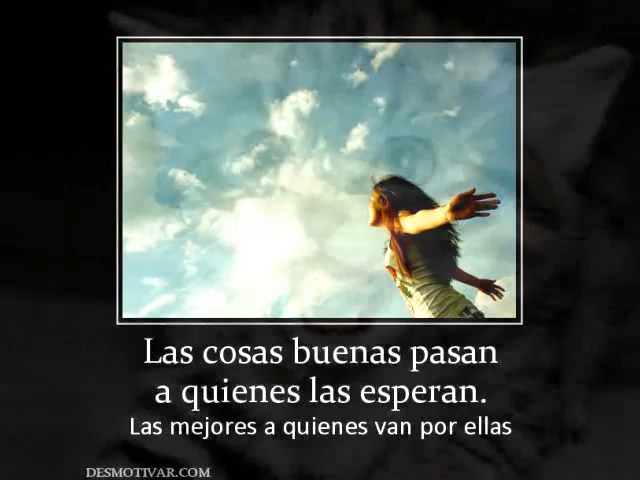 Las cosas buenas pasan
a quienes las esperan.
Las mejores a quienes van por ellas
DESMOTIVAR.COM